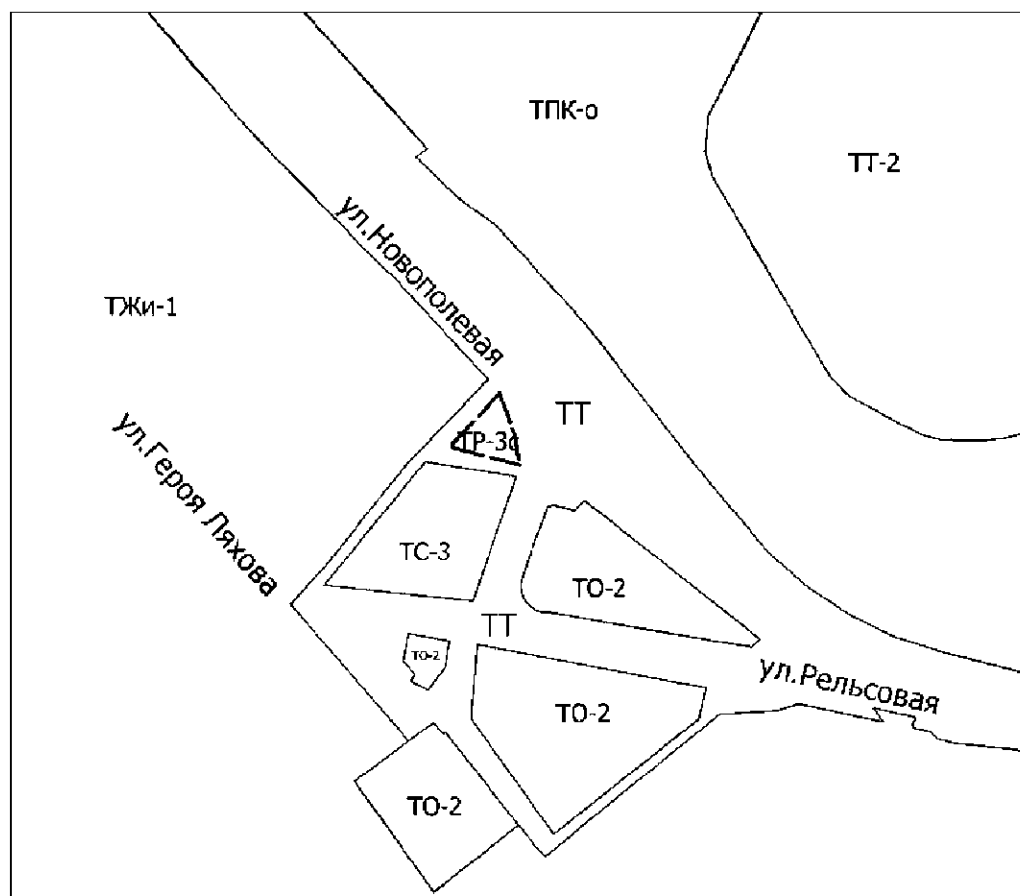 ТПК-о
ТТ-2
ул.Новополевая
ТЖи-1
ТТ
ул.Героя Ляхова
ТР-3с
ТС-3
ТО-2
ТТ
ТО-2
ул.Рельсовая
ТО-2
ТО-2